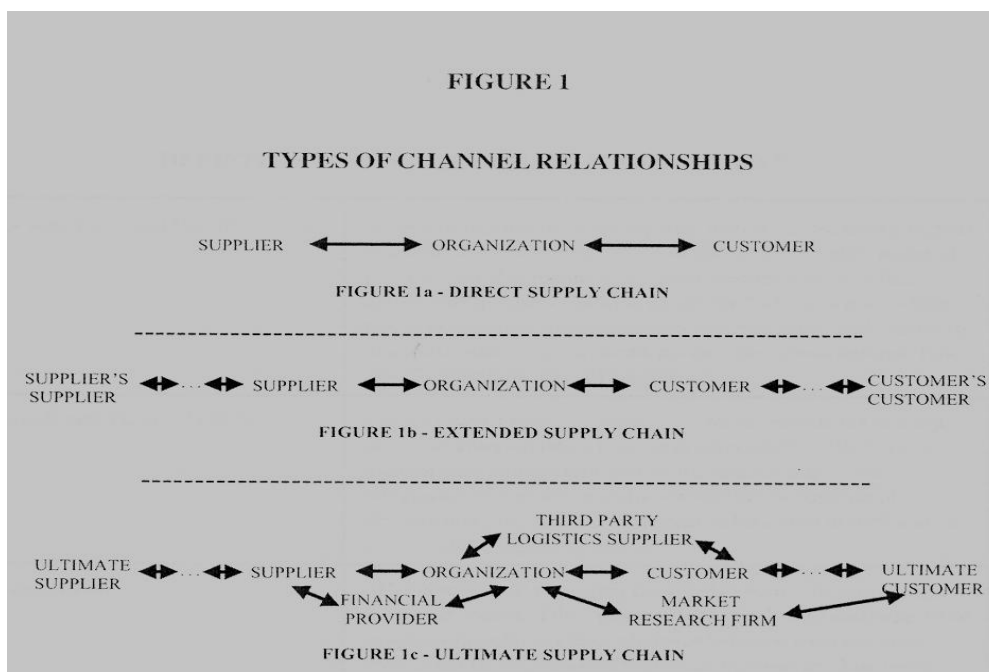 FIGURE 1
TYPES OF CHANNEL RELATIONSHIPS
SUPPLIER ORGANIZATION CUSTOMER
FIGURE 1a - DIRECT SUPPLY CHAIN
SUPPLIER'S SUPPLIER ... SUPPLIER ORGANIZATION CUSTOMER ... CUSTOMER'S CUSTOMER
FIGURE 1b - EXTENDED SUPPLY CHAIN
THIRD PARTY
LOGISTICS SUPPLIER
ULTIMATE SUPPLIER ... SUPPLIER ORGANIZATION CUSTOMER ... ULTIMATE CUSTOMER
FINANCIAL PROVIDER
MARKET RESEARCH FIRM
FIGURE 1c - ULTIMATE SUPPLY CHAIN